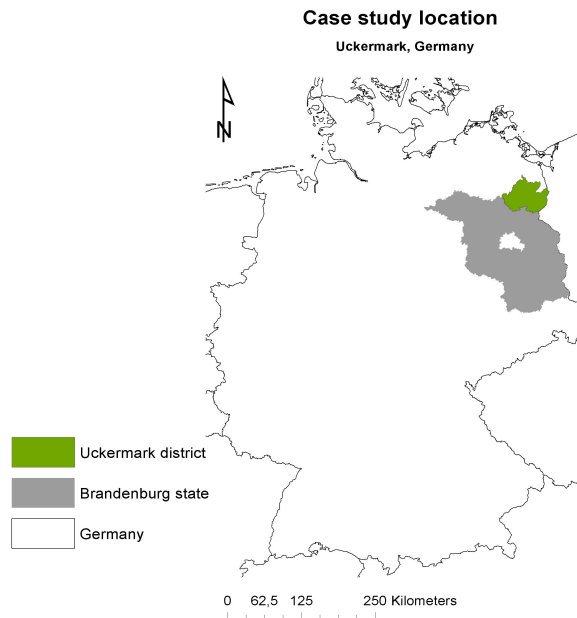 Case study location
Uckermark, Germany
N
Uckermark district
Brandenburg state
Germany
0 62,5 125 250 Kilometers